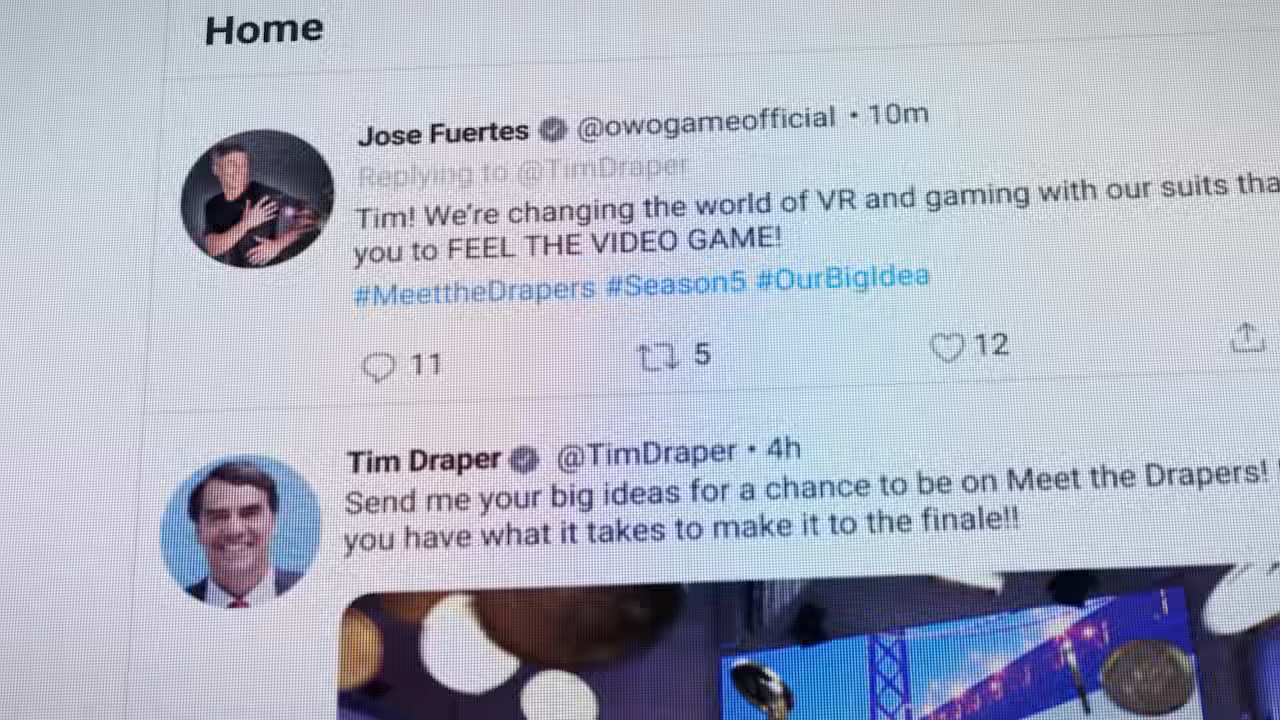 Home
Jose Fuertes @owogameofficial • 10m
Replying to @TimDraper
Tim! We're changing the world of VR and gaming with our suits
you to FEEL THE VIDEO GAME!
#MeettheDrapers #Season5 #OurBigIdea
11 5 12
Tim Draper @TimDraper • 4h
Send me your big ideas for a chance to be on Meet the Drapers!
you have what it takes to make it to the finale!!